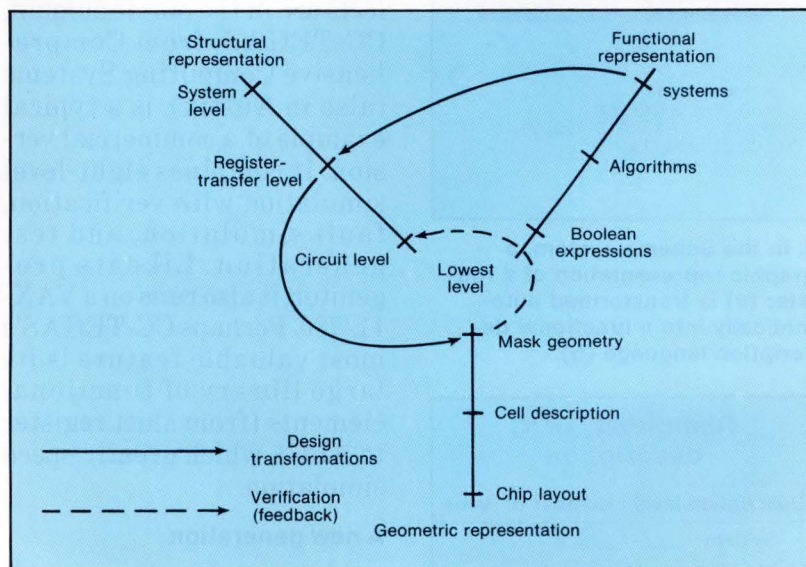 Structural
representation
System
level
Functional
representation
systems
Register-
transfer level
Algorithms
Circuit level
Lowest
level
Boolean
expressions
Mask geometry
Cell description
Design
transformations
Verification
(feedback)
Chip layout
Geometric representation